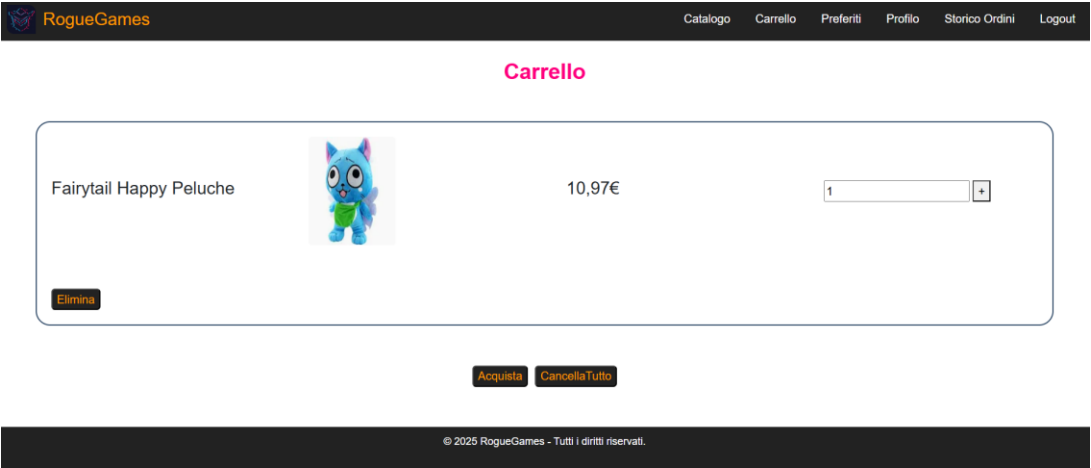 RogueGames
Catalogo Carrello Preferiti Profilo Storico Ordini Logout
Carrello
Fairytail Happy Peluche
10,97€
1 +
Elimina
Acquista CancellaTutto
© 2025 RogueGames - Tutti i diritti riservati.